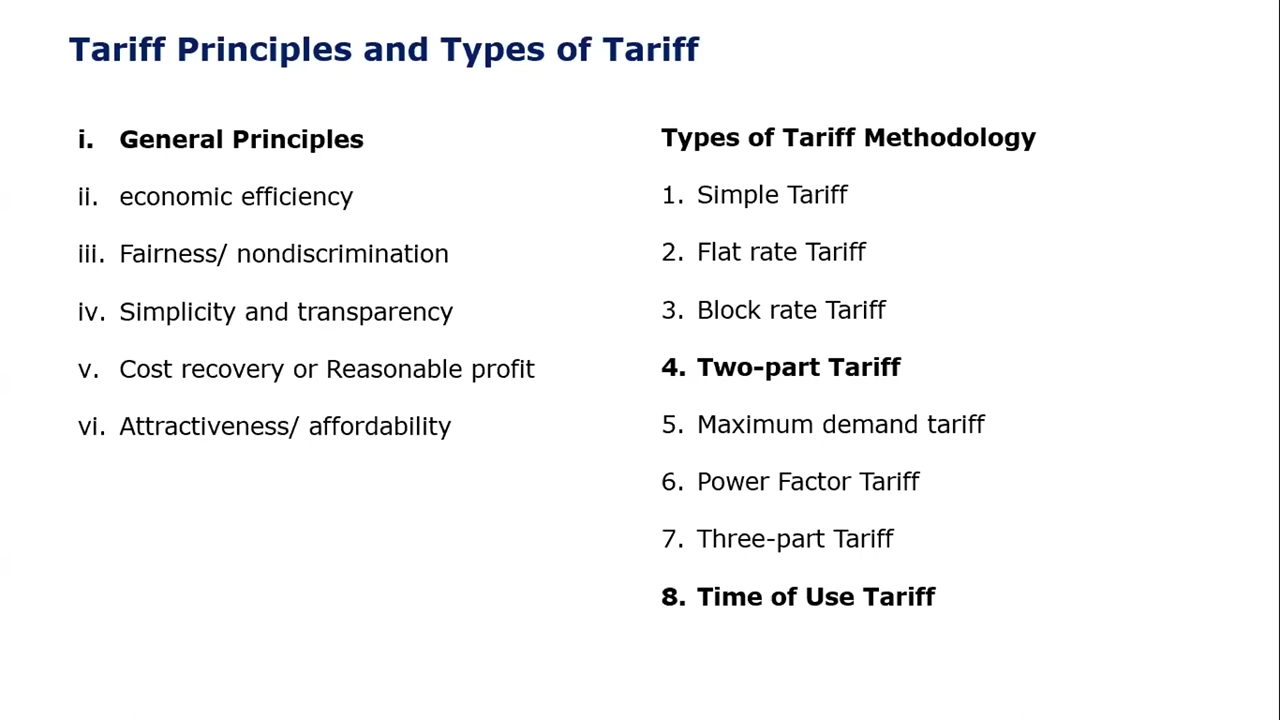 Tariff Principles and Types of Tariff
i. General Principles
ii. economic efficiency
iii. Fairness/ nondiscrimination
iv. Simplicity and transparency
v. Cost recovery or Reasonable profit
vi. Attractiveness/ affordability
Types of Tariff Methodology
1. Simple Tariff
2. Flat rate Tariff
3. Block rate Tariff
4. Two-part Tariff
5. Maximum demand tariff
6. Power Factor Tariff
7. Three-part Tariff
8. Time of Use Tariff